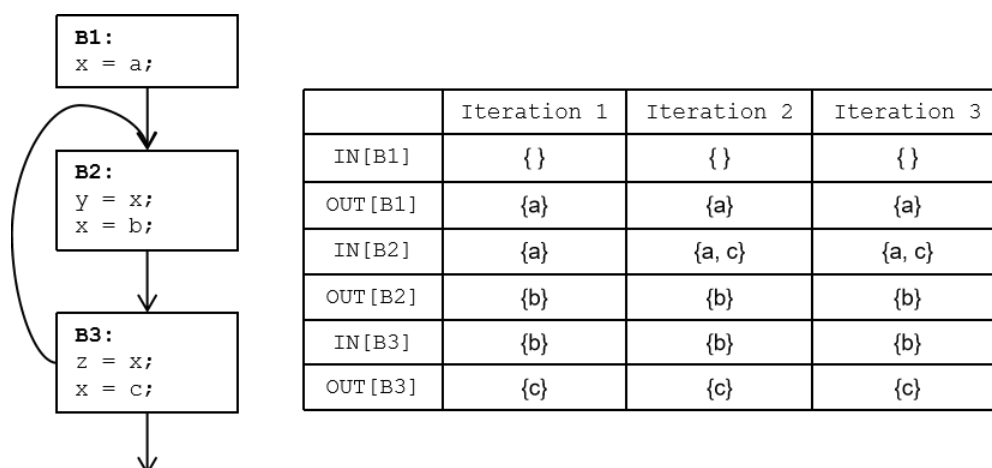 B1:
x = a;
B2:
y = x;
x = b;
B3:
z = x;
x = c;
Iteration 1 Iteration 2 Iteration 3
IN[B1] {} {} {}
OUT[B1] {a} {a} {a}
IN[B2] {a} {a, c} {a, c}
OUT[B2] {b} {b} {b}
IN[B3] {b} {b} {b}
OUT[B3] {c} {c} {c}